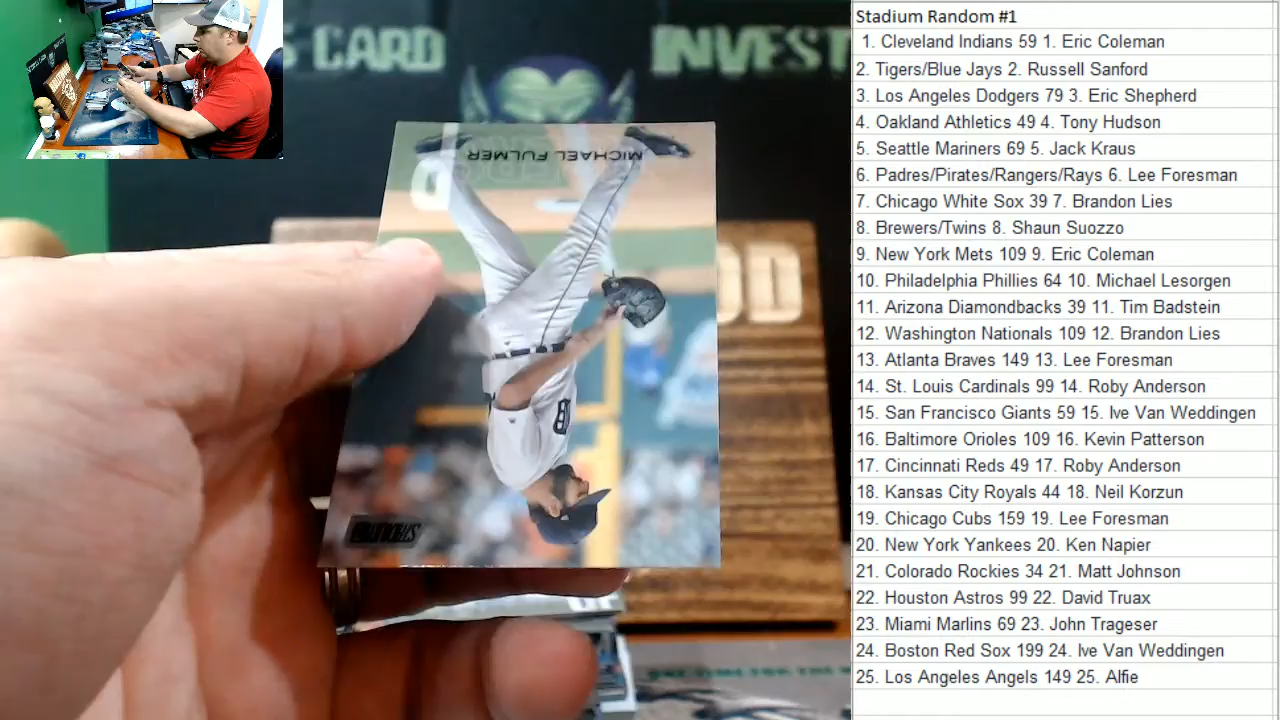 S CARD INVEST
MICHAEL FULMER
OD
STADIUM
Stadium Random #1
1. Cleveland Indians 59 1. Eric Coleman
2. Tigers/Blue Jays 2. Russell Sanford
3. Los Angeles Dodgers 79 3. Eric Shepherd
4. Oakland Athletics 49 4. Tony Hudson
5. Seattle Mariners 69 5. Jack Kraus
6. Padres/Pirates/Rangers/Rays 6. Lee Foresman
7. Chicago White Sox 39 7. Brandon Lies
8. Brewers/Twins 8. Shaun Suozzo
9. New York Mets 109 9. Eric Coleman
10. Philadelphia Phillies 64 10. Michael Lesorgen
11. Arizona Diamondbacks 39 11. Tim Badstein
12. Washington Nationals 109 12. Brandon Lies
13. Atlanta Braves 149 13. Lee Foresman
14. St. Louis Cardinals 99 14. Roby Anderson
15. San Francisco Giants 59 15. Ive Van Weddingen
16. Baltimore Orioles 109 16. Kevin Patterson
17. Cincinnati Reds 49 17. Roby Anderson
18. Kansas City Royals 44 18. Neil Korzun
19. Chicago Cubs 159 19. Lee Foresman
20. New York Yankees 20. Ken Napier
21. Colorado Rockies 34 21. Matt Johnson
22. Houston Astros 99 22. David Truax
23. Miami Marlins 69 23. John Trageser
24. Boston Red Sox 199 24. Ive Van Weddingen
25. Los Angeles Angels 149 25. Alfie